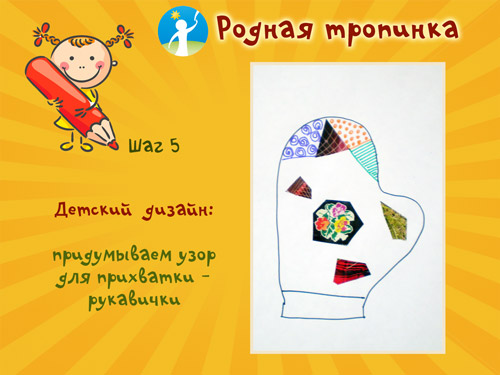 Родная тропинка
Шаг 5
Детский дизайн:
придумываем узор
для прихватки -
рукавички